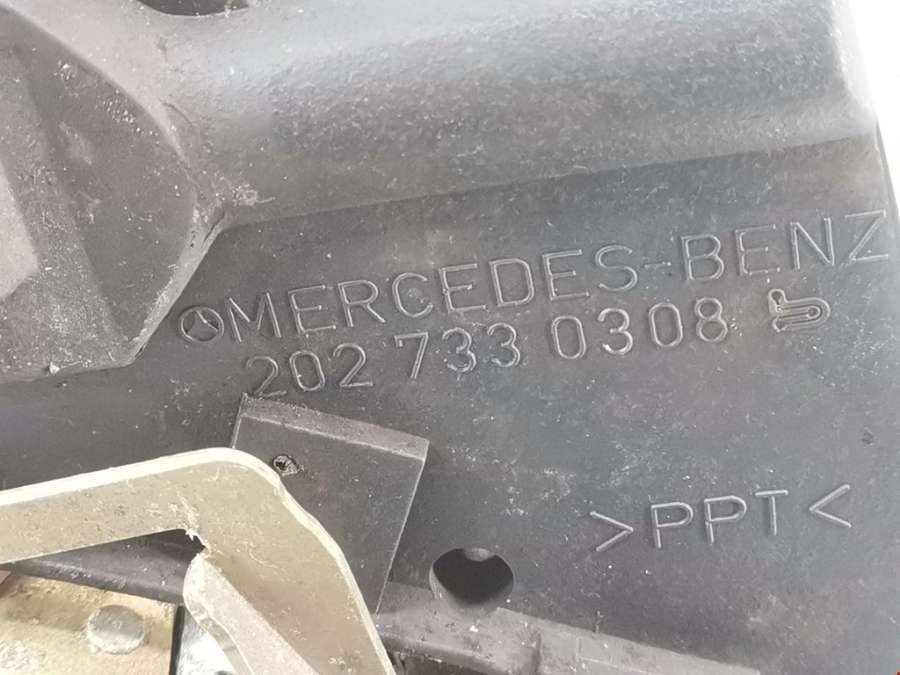 MERCEDES-BENZ
202 733 0308
>PPT<